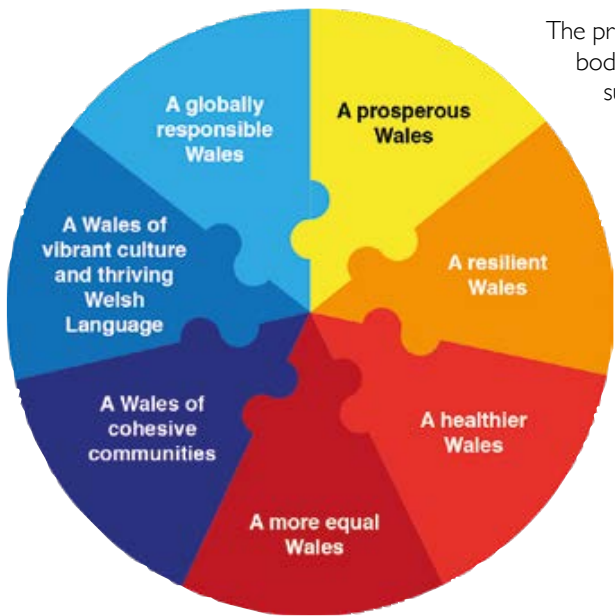 The pr
bod
su
A globally
responsible
Wales
A prosperous
Wales
A Wales of
vibrant culture
and thriving
Welsh
Language
A resilient
Wales
A Wales of
cohesive
communities
A healthier
Wales
A more equal
Wales